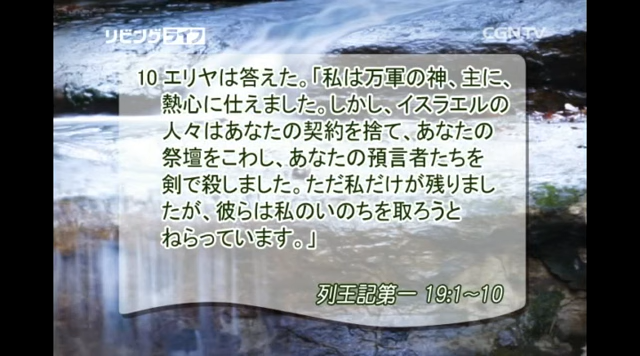 リビングライフ
CGNTV
10 エリヤは答えた。「私は万軍の神、主に、
熱心に仕えました。しかし、イスラエルの
人々はあなたの契約を捨て、あなたの
祭壇をこわし、あなたの預言者たちを
剣で殺しました。ただ私だけが残りまし
たが、彼らは私のいのちを取ろうと
ねらっています。」
列王記第一 19:1～10